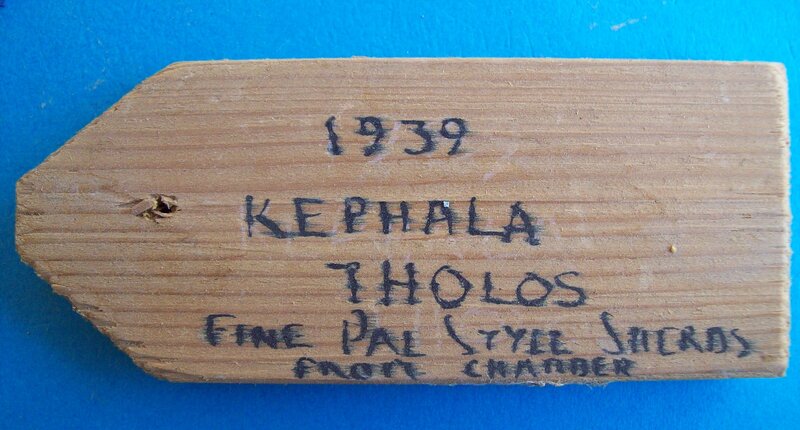 1939
KEPHALA
THOLOS
FINE PAL STYLE SHERDS
FROM CHAMBER